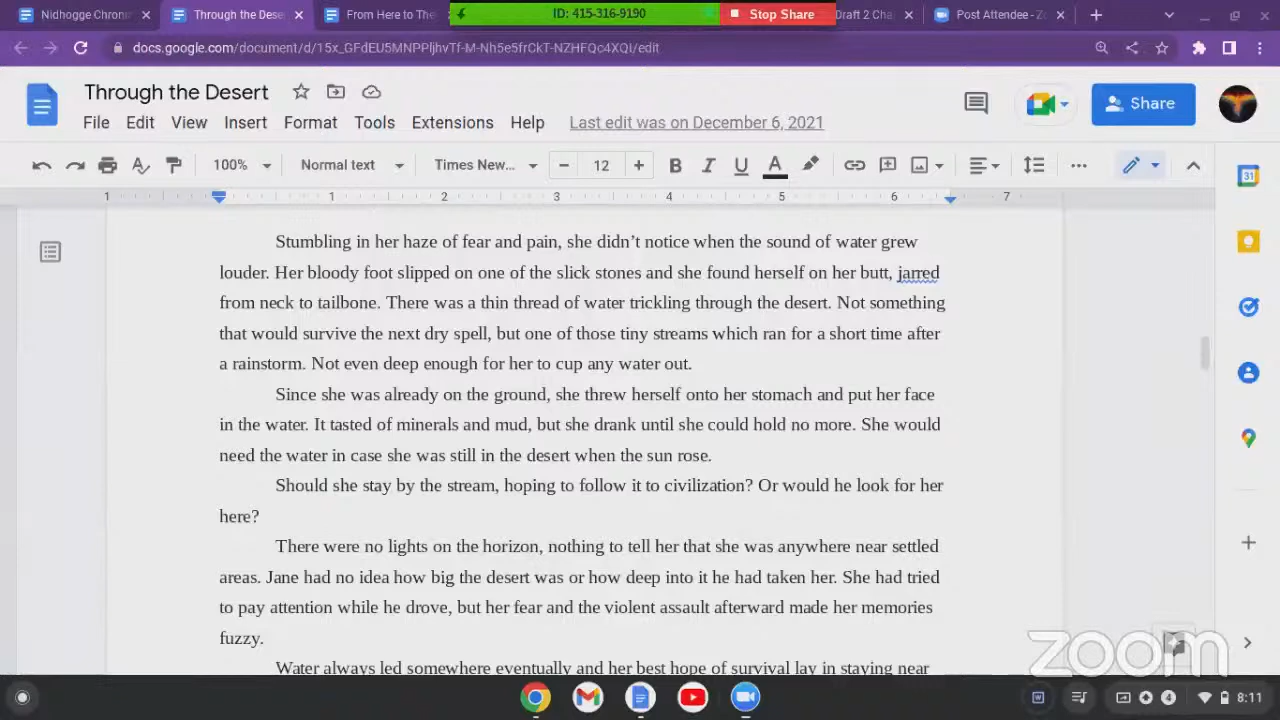 Nidhogge Chron
Through the Dese
From Here to The
ID: 415-316-9190
Stop Share
Draft 2 Cha
Post Attendee - Zo
docs.google.com/document/d/15x_GFdEU5MNPPljhvTf-M-Nh5e5frCkT-NZHFQc4XQI/edit
Through the Desert
Share
File Edit View Insert Format Tools Extensions Help Last edit was on December 6, 2021
100% Normal text Times New... 12 B I U A
1 1 2 3 4 5 6 7
31
Stumbling in her haze of fear and pain, she didn’t notice when the sound of water grew
louder. Her bloody foot slipped on one of the slick stones and she found herself on her butt, jarred
from neck to tailbone. There was a thin thread of water trickling through the desert. Not something
that would survive the next dry spell, but one of those tiny streams which ran for a short time after
a rainstorm. Not even deep enough for her to cup any water out.
Since she was already on the ground, she threw herself onto her stomach and put her face
in the water. It tasted of minerals and mud, but she drank until she could hold no more. She would
need the water in case she was still in the desert when the sun rose.
Should she stay by the stream, hoping to follow it to civilization? Or would he look for her
here?
There were no lights on the horizon, nothing to tell her that she was anywhere near settled
areas. Jane had no idea how big the desert was or how deep into it he had taken her. She had tried
to pay attention while he drove, but her fear and the violent assault afterward made her memories
fuzzy.
Water always led somewhere eventually and her best hope of survival lay in staying near
zoom
W
4
8:11